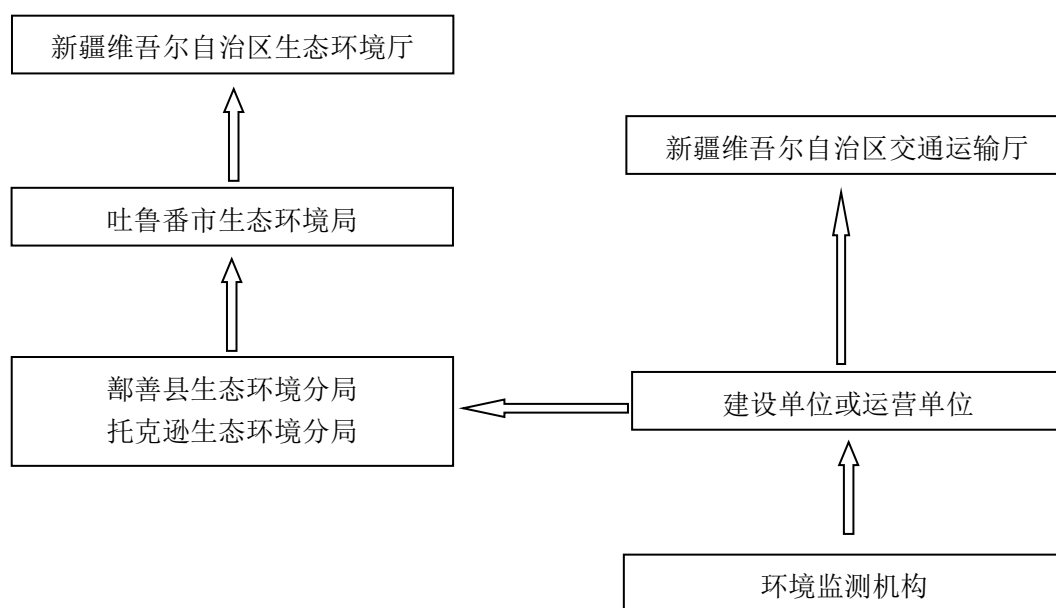 新疆维吾尔自治区生态环境厅
新疆维吾尔自治区交通运输厅
吐鲁番市生态环境局
鄯善县生态环境分局
托克逊生态环境分局
建设单位或运营单位
环境监测机构